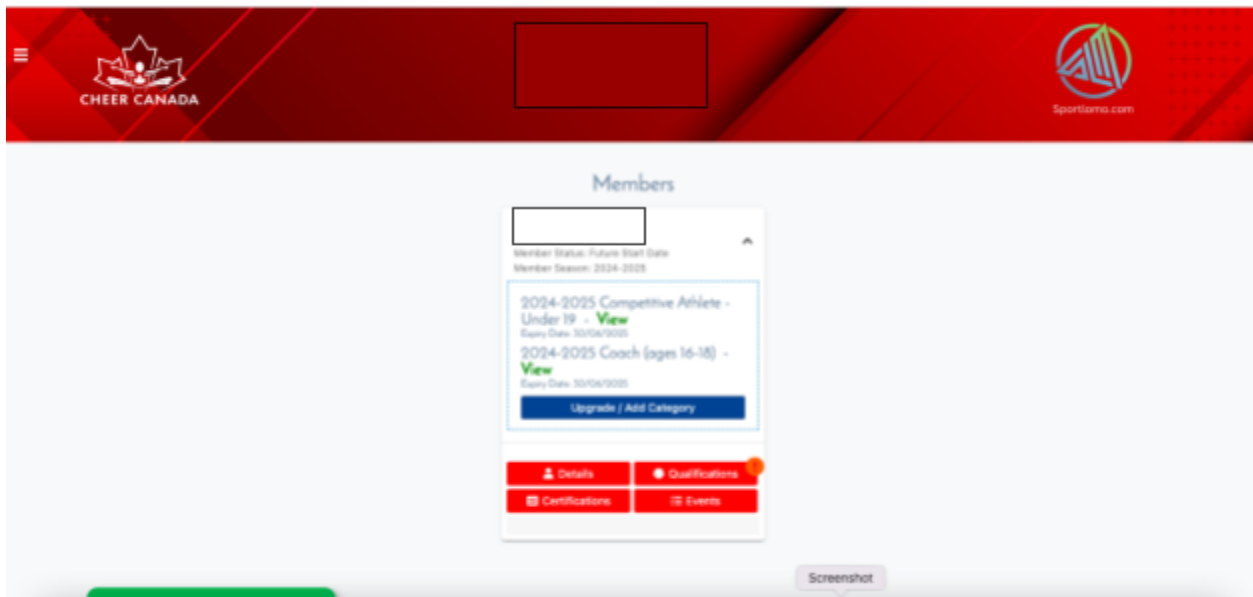 CHEER CANADA
Sportlomo.com
Members
Member Status: Future Start Date
Member Season: 2024-2025
2024-2025 Competitive Athlete -
Under 19 - View
Expiry Date: 30/06/2025
2024-2025 Coach (ages 16-18) -
View
Expiry Date: 30/06/2025
Upgrade / Add Category
Details
Qualifications
Certifications
Events
Screenshot